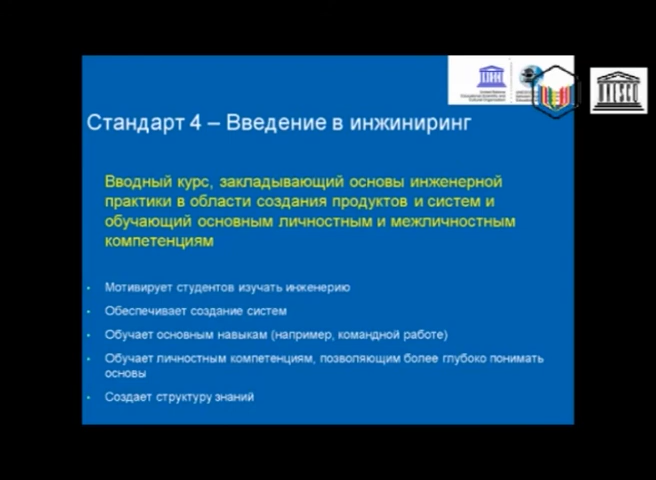 Стандарт 4 – Введение в инжиниринг
Вводный курс, закладывающий основы инженерной
практики в области создания продуктов и систем и
обучающий основным личностным и межличностным
компетенциям
Мотивирует студентов изучать инженерию
Обеспечивает создание систем
Обучает основным навыкам (например, командной работе)
Обучает личностным компетенциям, позволяющим более глубоко понимать
основы
Создает структуру знаний